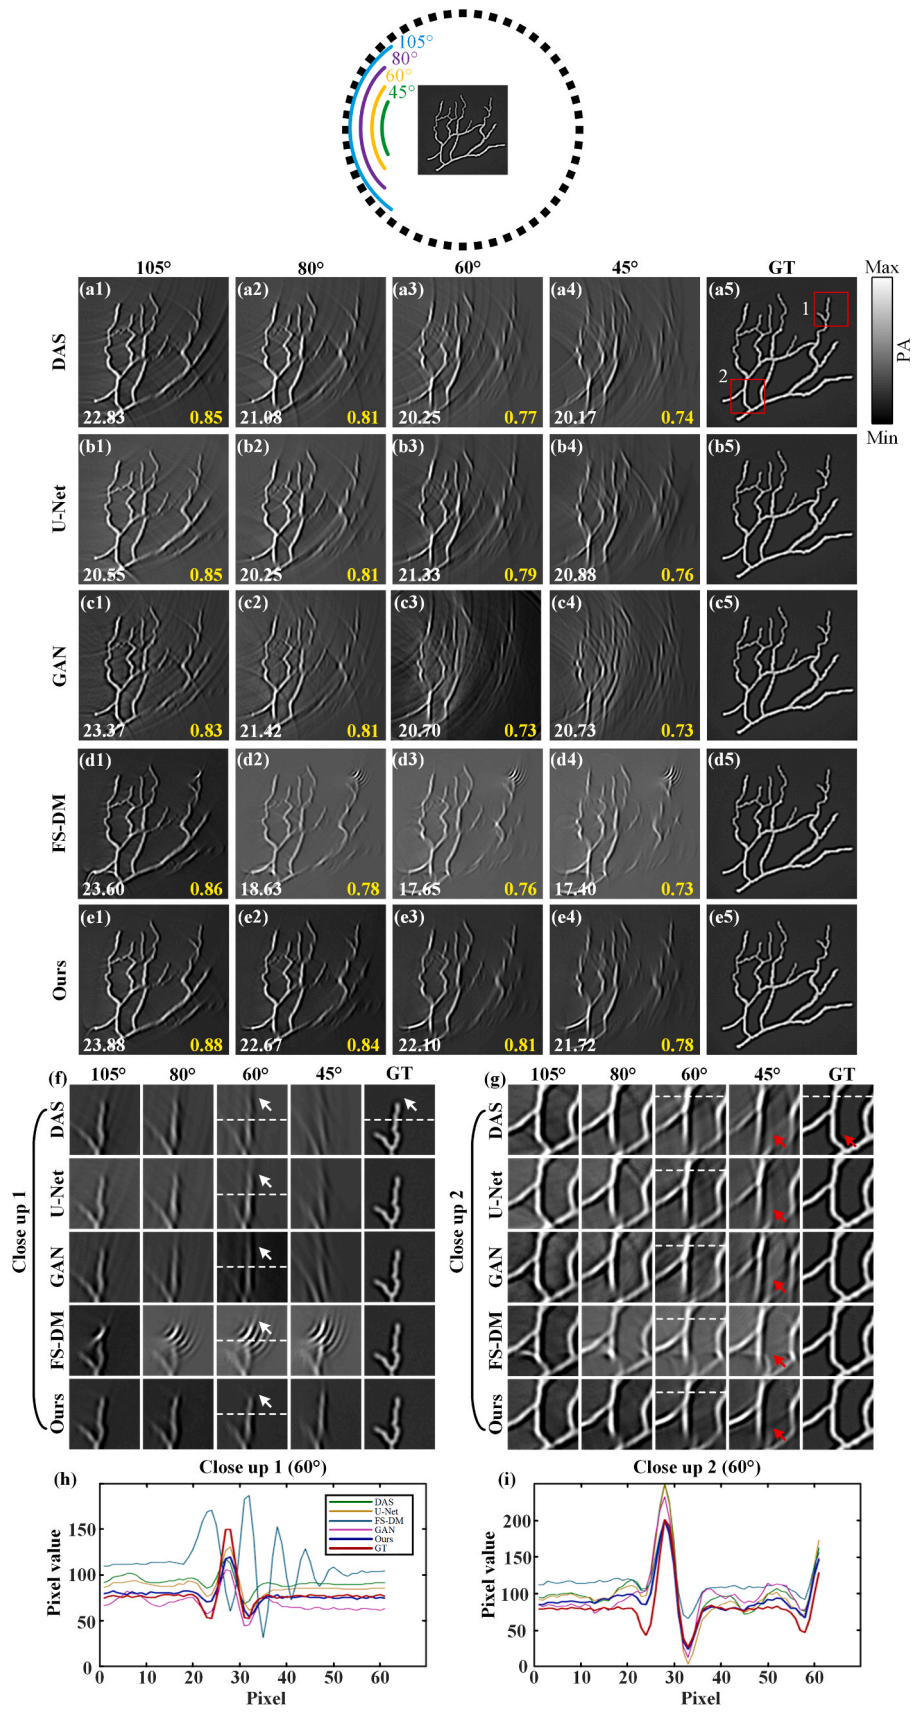 105°
80°
60°
45°
105° 80° 60° 45° GT
Max
PA
Min
DAS
(a1) (a2) (a3) (a4) (a5)
1
2
22.83 0.85 21.08 0.81 20.25 0.77 20.17 0.74
U-Net
(b1) (b2) (b3) (b4) (b5)
20.55 0.85 20.25 0.81 21.33 0.79 20.88 0.76
GAN
(c1) (c2) (c3) (c4) (c5)
23.37 0.83 21.42 0.81 20.70 0.73 20.73 0.73
FS-DM
(d1) (d2) (d3) (d4) (d5)
23.60 0.86 18.63 0.78 17.65 0.76 17.40 0.73
Ours
(e1) (e2) (e3) (e4) (e5)
23.88 0.88 22.67 0.84 22.10 0.81 21.72 0.78
(f)
105° 80° 60° 45° GT
Close up 1
DAS
U-Net
GAN
FS-DM
Ours
(g)
105° 80° 60° 45° GT
Close up 2
DAS
U-Net
GAN
FS-DM
Ours
(h)
Close up 1 (60°)
Pixel value
150
100
50
0
0 10 20 30 40 50 60
Pixel
DAS
U-Net
FS-DM
GAN
Ours
GT
(i)
Close up 2 (60°)
Pixel value
200
150
100
50
0
0 10 20 30 40 50 60
Pixel